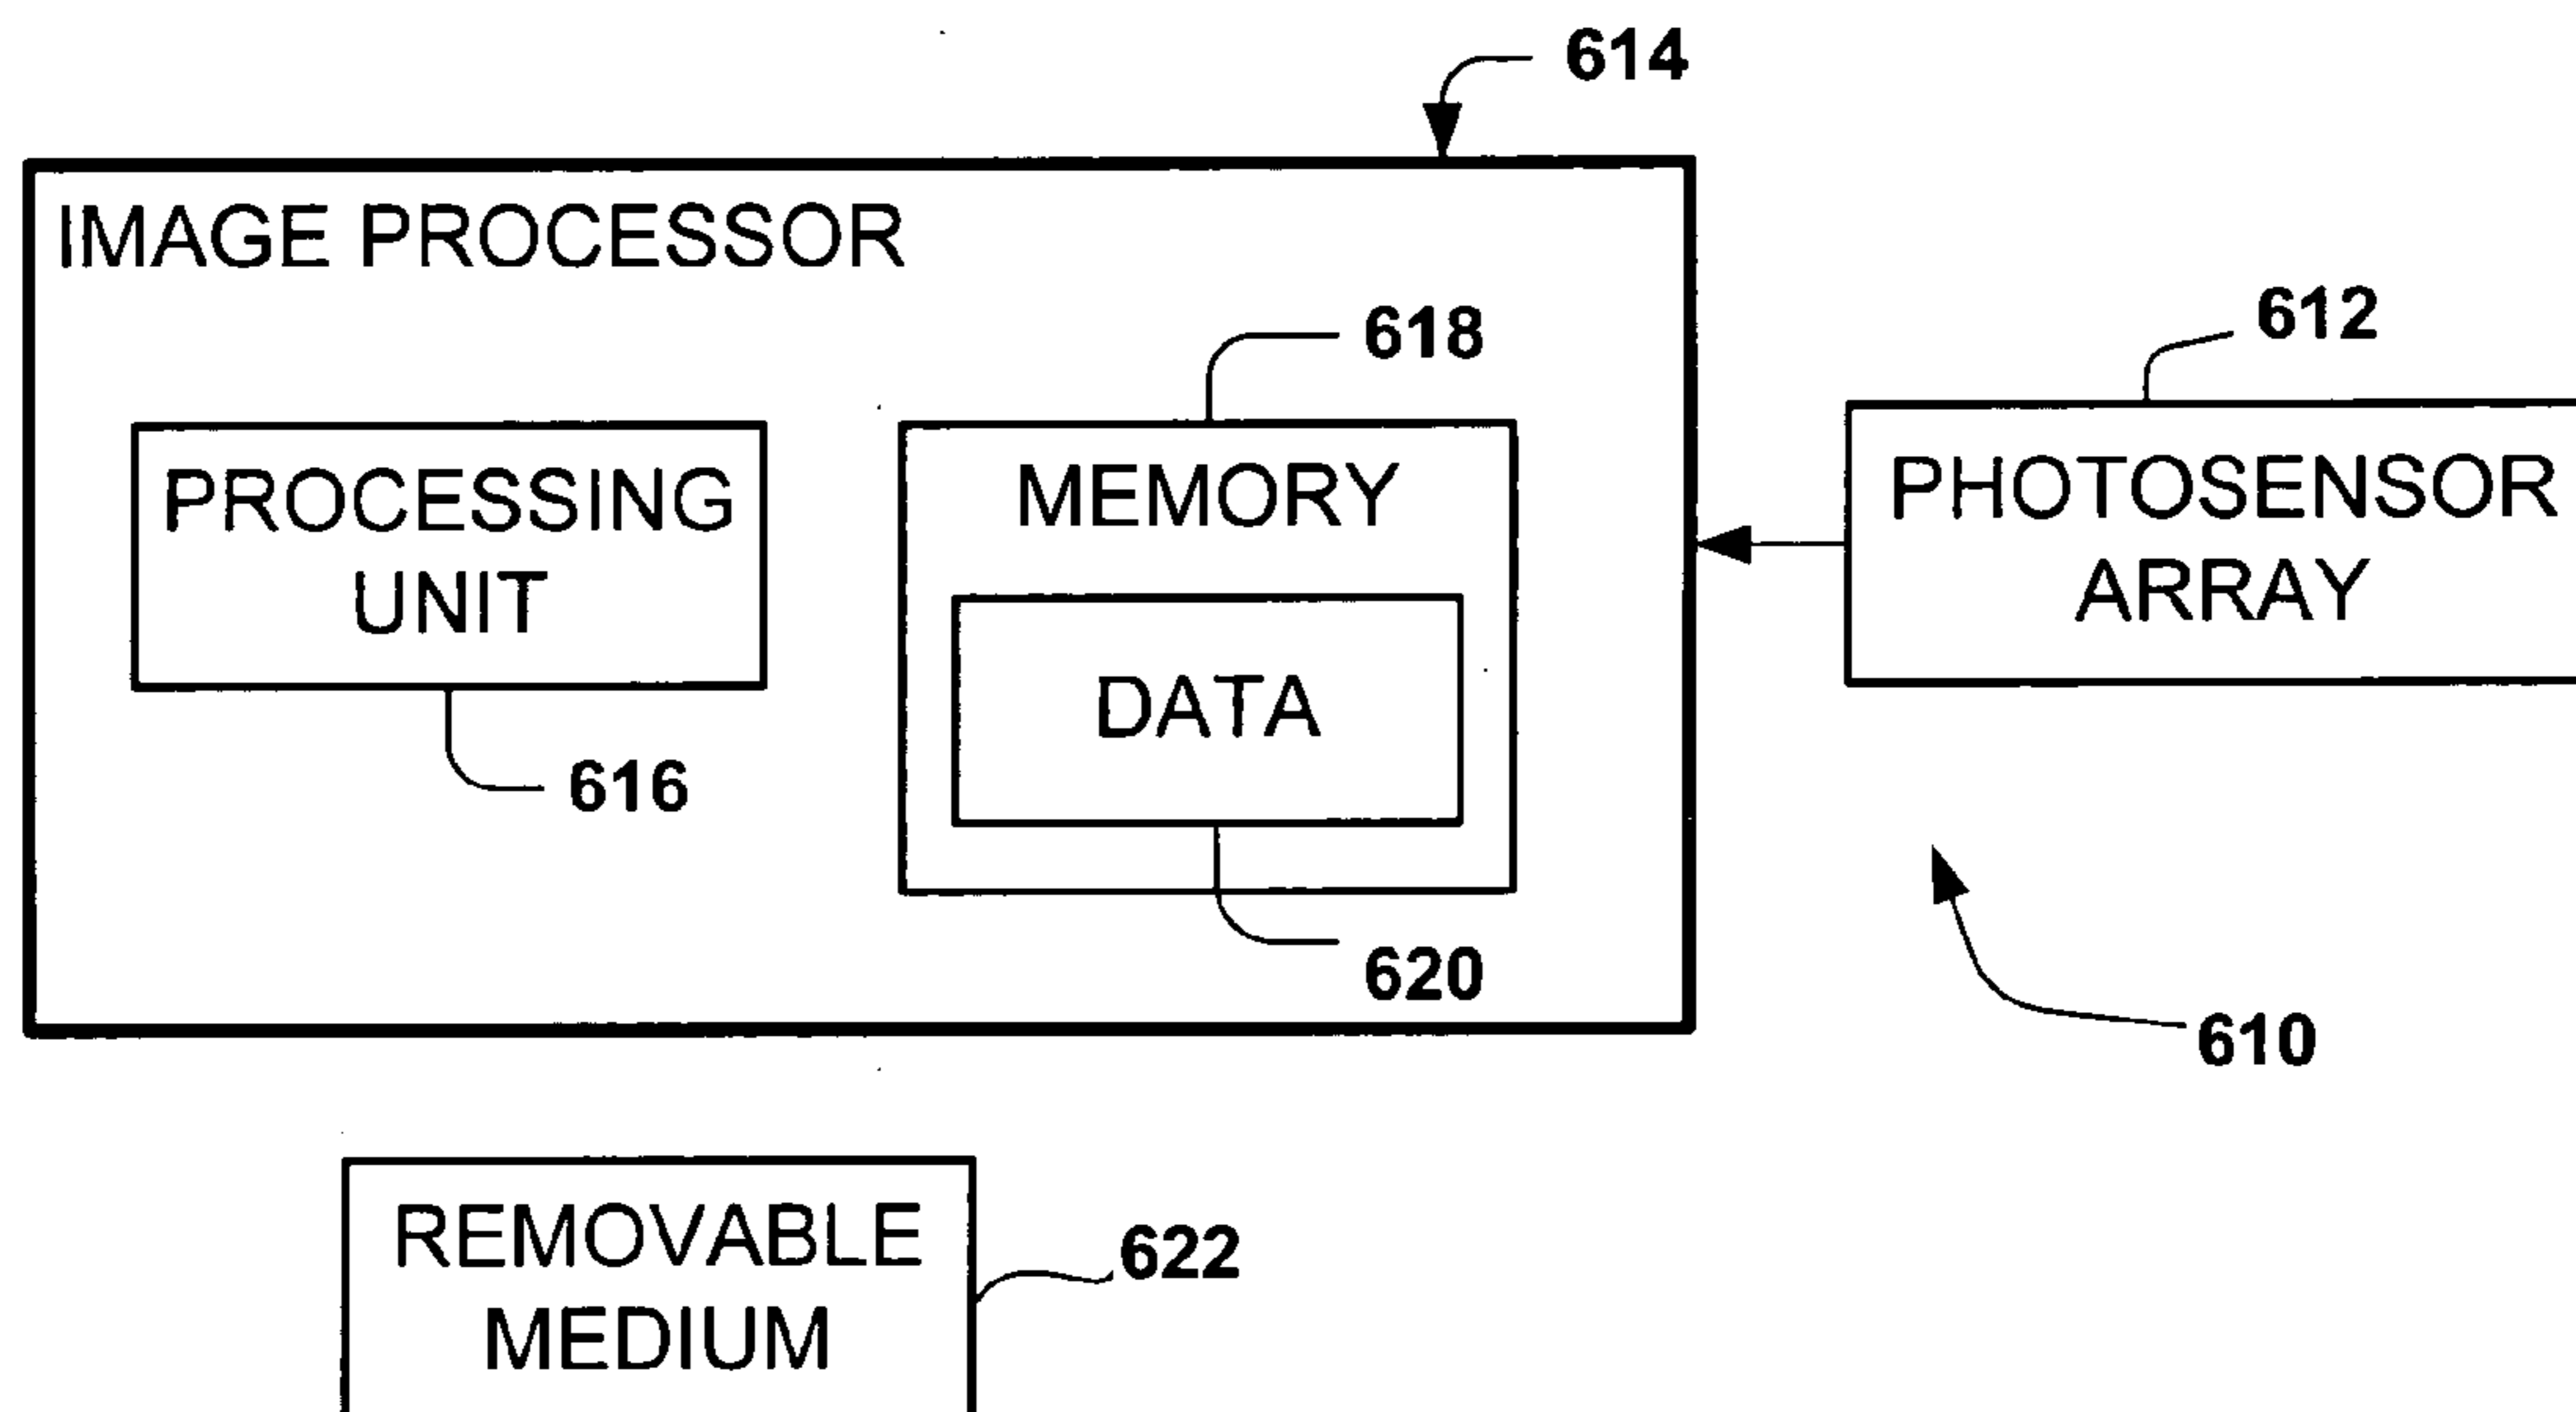 614
IMAGE PROCESSOR
618
612
PROCESSING
UNIT
MEMORY
PHOTOSENSOR
ARRAY
DATA
616
620
610
REMOVABLE
MEDIUM
622